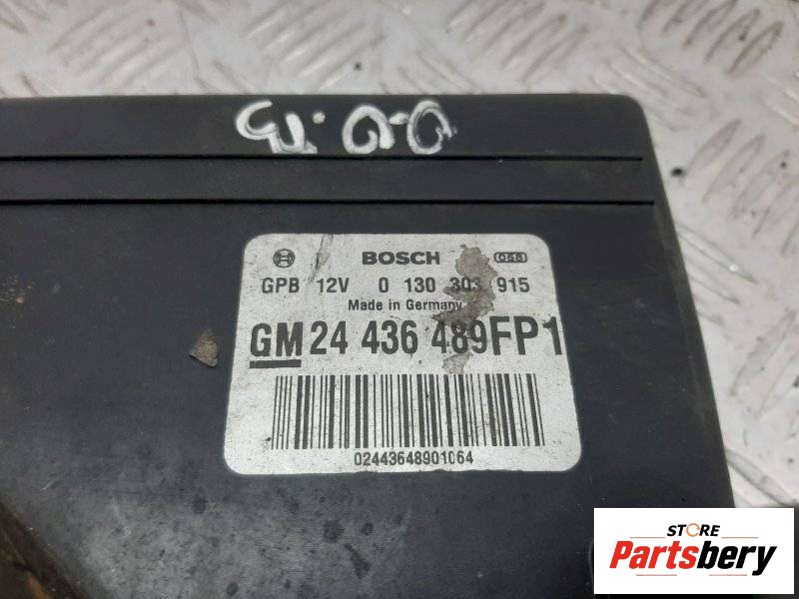 BOSCH
GPB 12V 0 130 303 915
Made in Germany
GM 24 436 489FP1
02443648901064
STORE
Partsbery